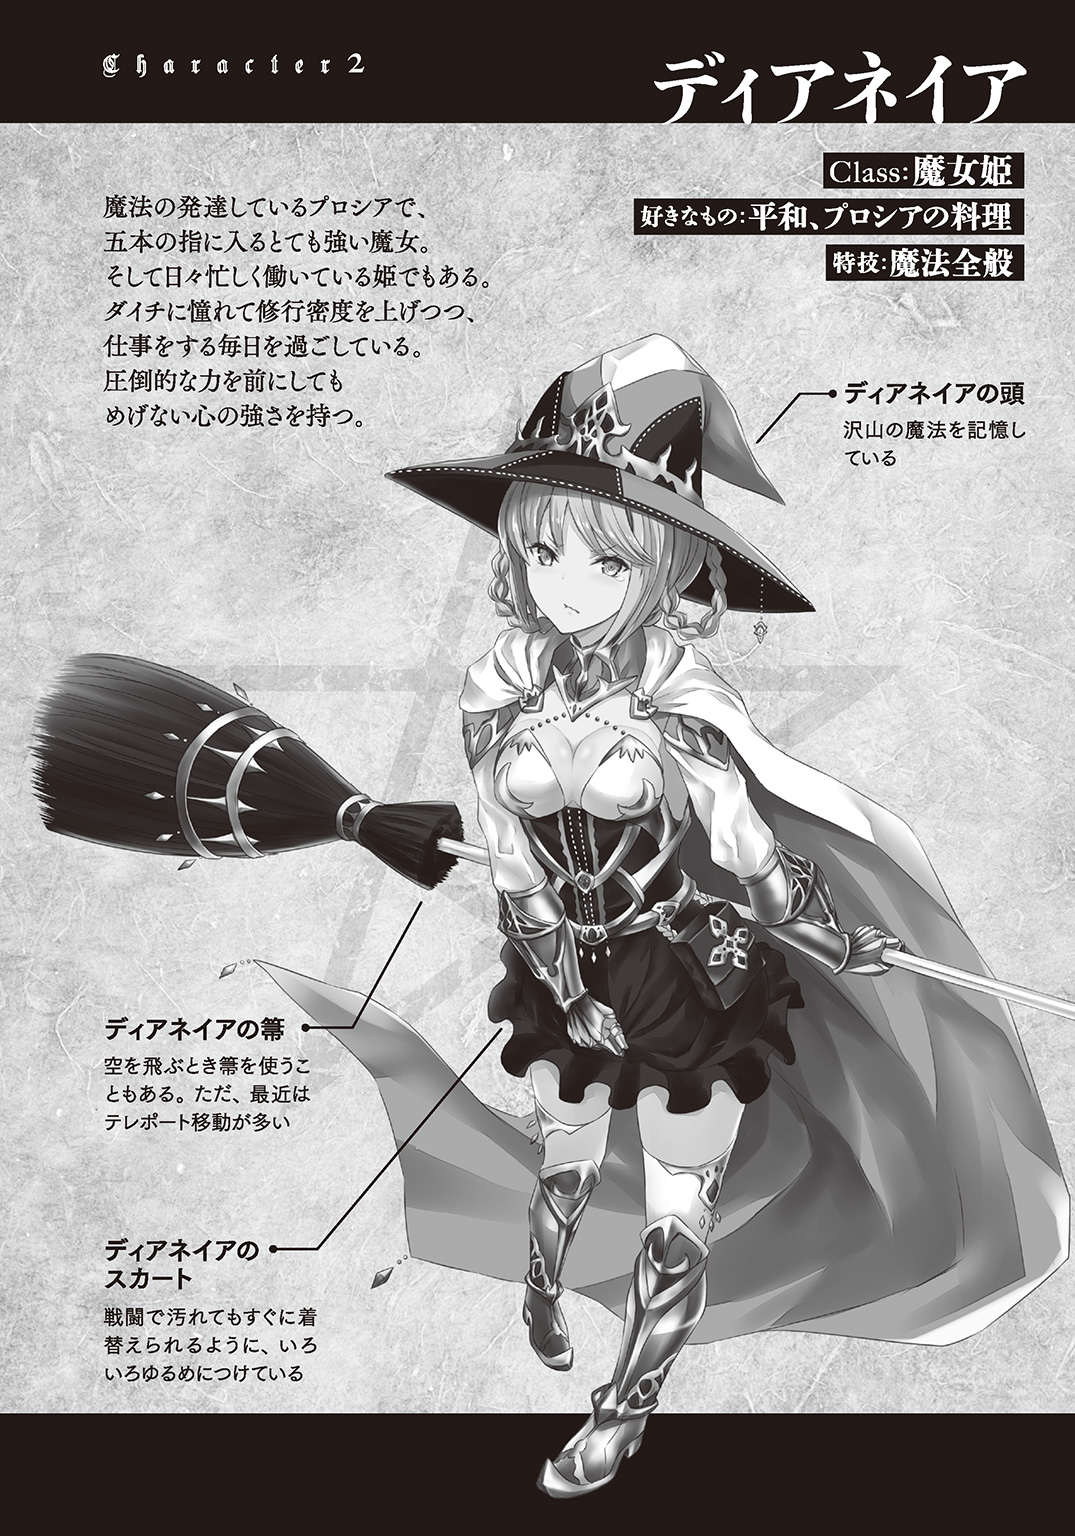 Character 2
ディアネイア
Class:魔女姫
好きなもの:平和、プロシアの料理
特技:魔法全般
魔法の発達しているプロシアで、
五本の指に入るとても強い魔女。
そして日々忙しく働いている姫でもある。
ダイチに憧れて修行密度を上げつつ、
仕事をする毎日を過ごしている。
圧倒的な力を前にしても
めげない心の強さを持つ。
ディアネイアの頭
沢山の魔法を記憶し
ている
ディアネイアの箒
空を飛ぶとき箒を使うこ
ともある。ただ、最近は
テレポート移動が多い
ディアネイアの
スカート
戦闘で汚れてもすぐに着
替えられるように、いろ
いろゆるめにつけている